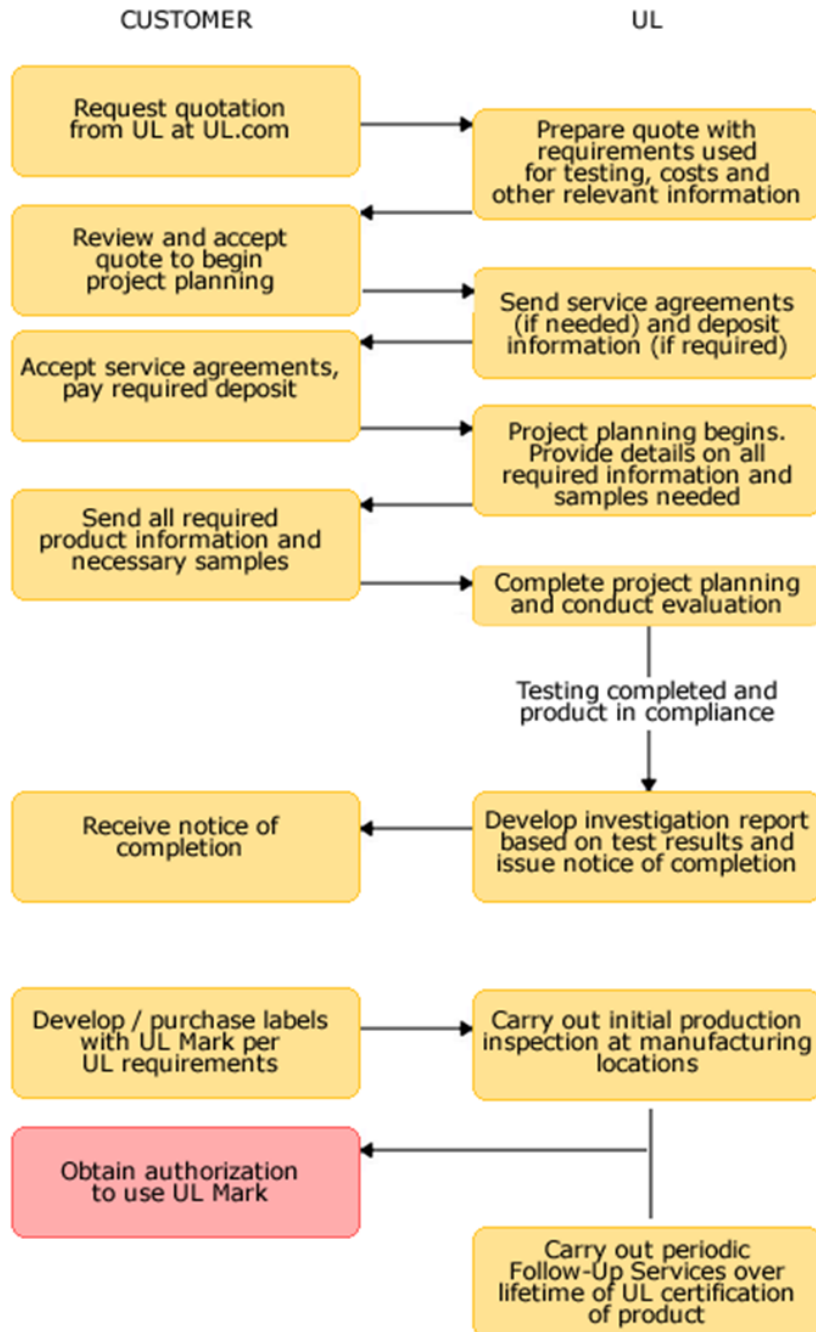 CUSTOMER
UL
Request quotation
from UL at UL.com
Prepare quote with
requirements used
for testing, costs and
other relevant information
Review and accept
quote to begin
project planning
Send service agreements
(if needed) and deposit
information (if required)
Accept service agreements,
pay required deposit
Project planning begins.
Provide details on all
required information and
samples needed
Send all required
product information and
necessary samples
Complete project planning
and conduct evaluation
Testing completed and
product in compliance
Receive notice of
completion
Develop investigation report
based on test results and
issue notice of completion
Develop / purchase labels
with UL Mark per
UL requirements
Carry out initial production
inspection at manufacturing
locations
Obtain authorization
to use UL Mark
Carry out periodic
Follow-Up Services over
lifetime of UL certification
of product